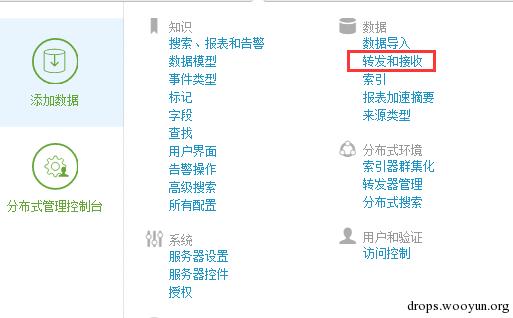 添加数据
分布式管理控制台
知识
搜索、报表和告警
数据模型
事件类型
标记
字段
查找
用户界面
告警操作
高级搜索
所有配置
系统
服务器设置
服务器控件
授权
数据
数据导入
转发和接收
索引
报表加速摘要
来源类型
分布式环境
索引器群集化
转发器管理
分布式搜索
用户和验证
访问控制
drops.wooyun.org